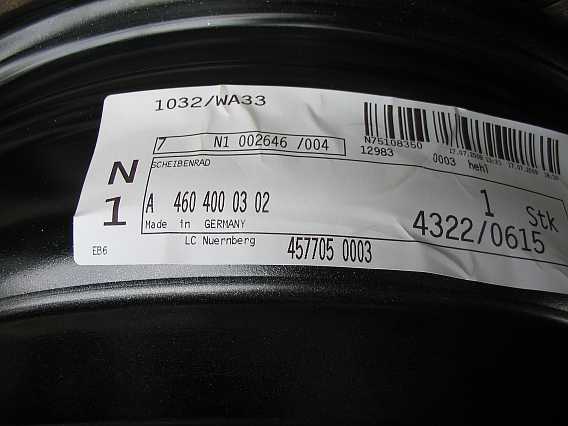 1032/WA33
7 N1 002646 /004
N75108350
12983 0003 hehl
SCHEIBENRAD
N
1
A 460 400 03 02
Made in GERMANY
1 Stk
4322/0615
EB6
LC Nuernberg
457705 0003